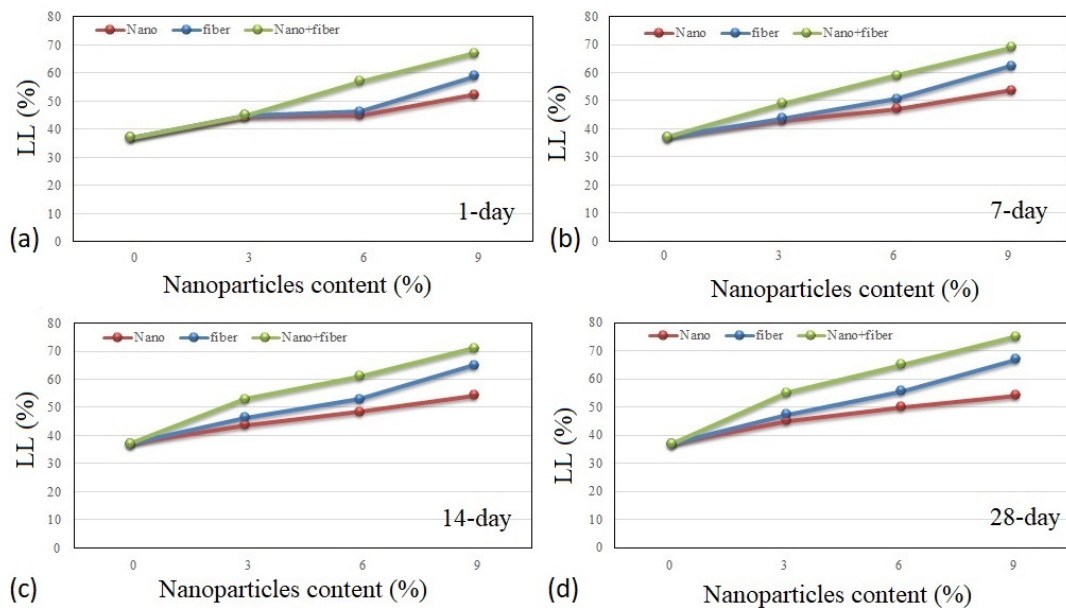 Nano fiber Nano+fiber
80
70
60
50
40
30
20
10
0
LL (%)
0 3 6 9
Nanoparticles content (%)
1-day
(a)
Nano fiber Nano+fiber
80
70
60
50
40
30
20
10
0
LL (%)
0 3 6 9
Nanoparticles content (%)
7-day
(b)
Nano fiber Nano+fiber
80
70
60
50
40
30
20
10
0
LL (%)
0 3 6 9
Nanoparticles content (%)
14-day
(c)
Nano fiber Nano+fiber
80
70
60
50
40
30
20
10
0
LL (%)
0 3 6 9
Nanoparticles content (%)
28-day
(d)